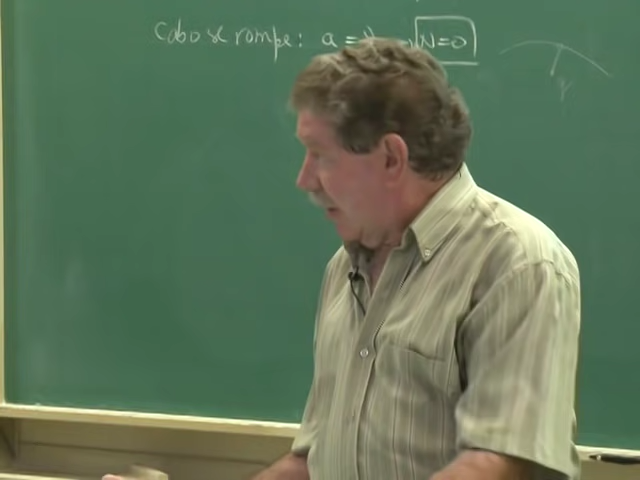 cabo se rompe: a = g → N=0